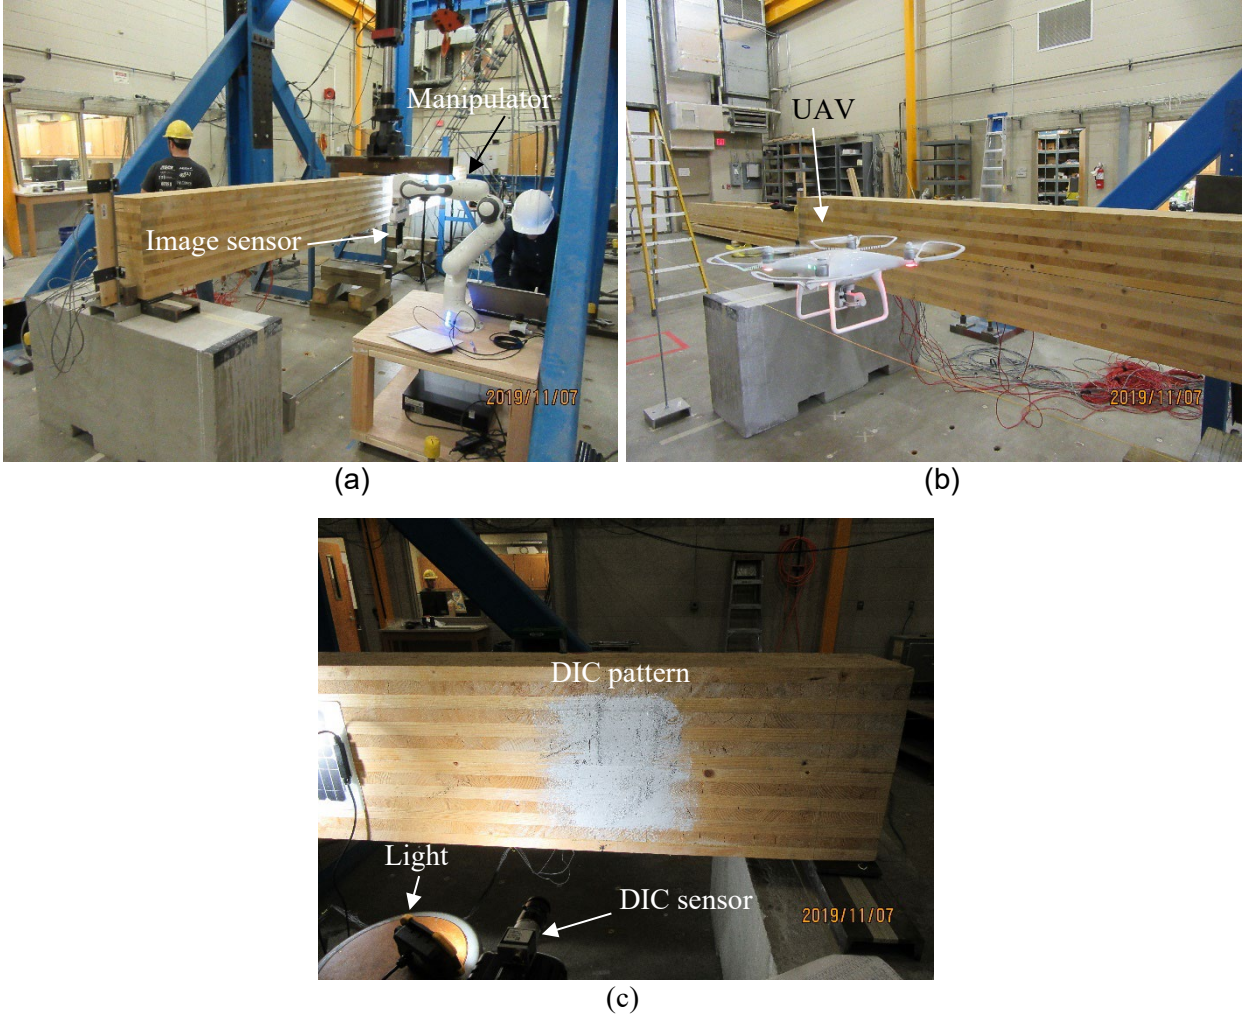 Manipulator
Image sensor
2019/11/07
(a)
UAV
2019/11/07
(b)
DIC pattern
Light
DIC sensor
2019/11/07
(c)